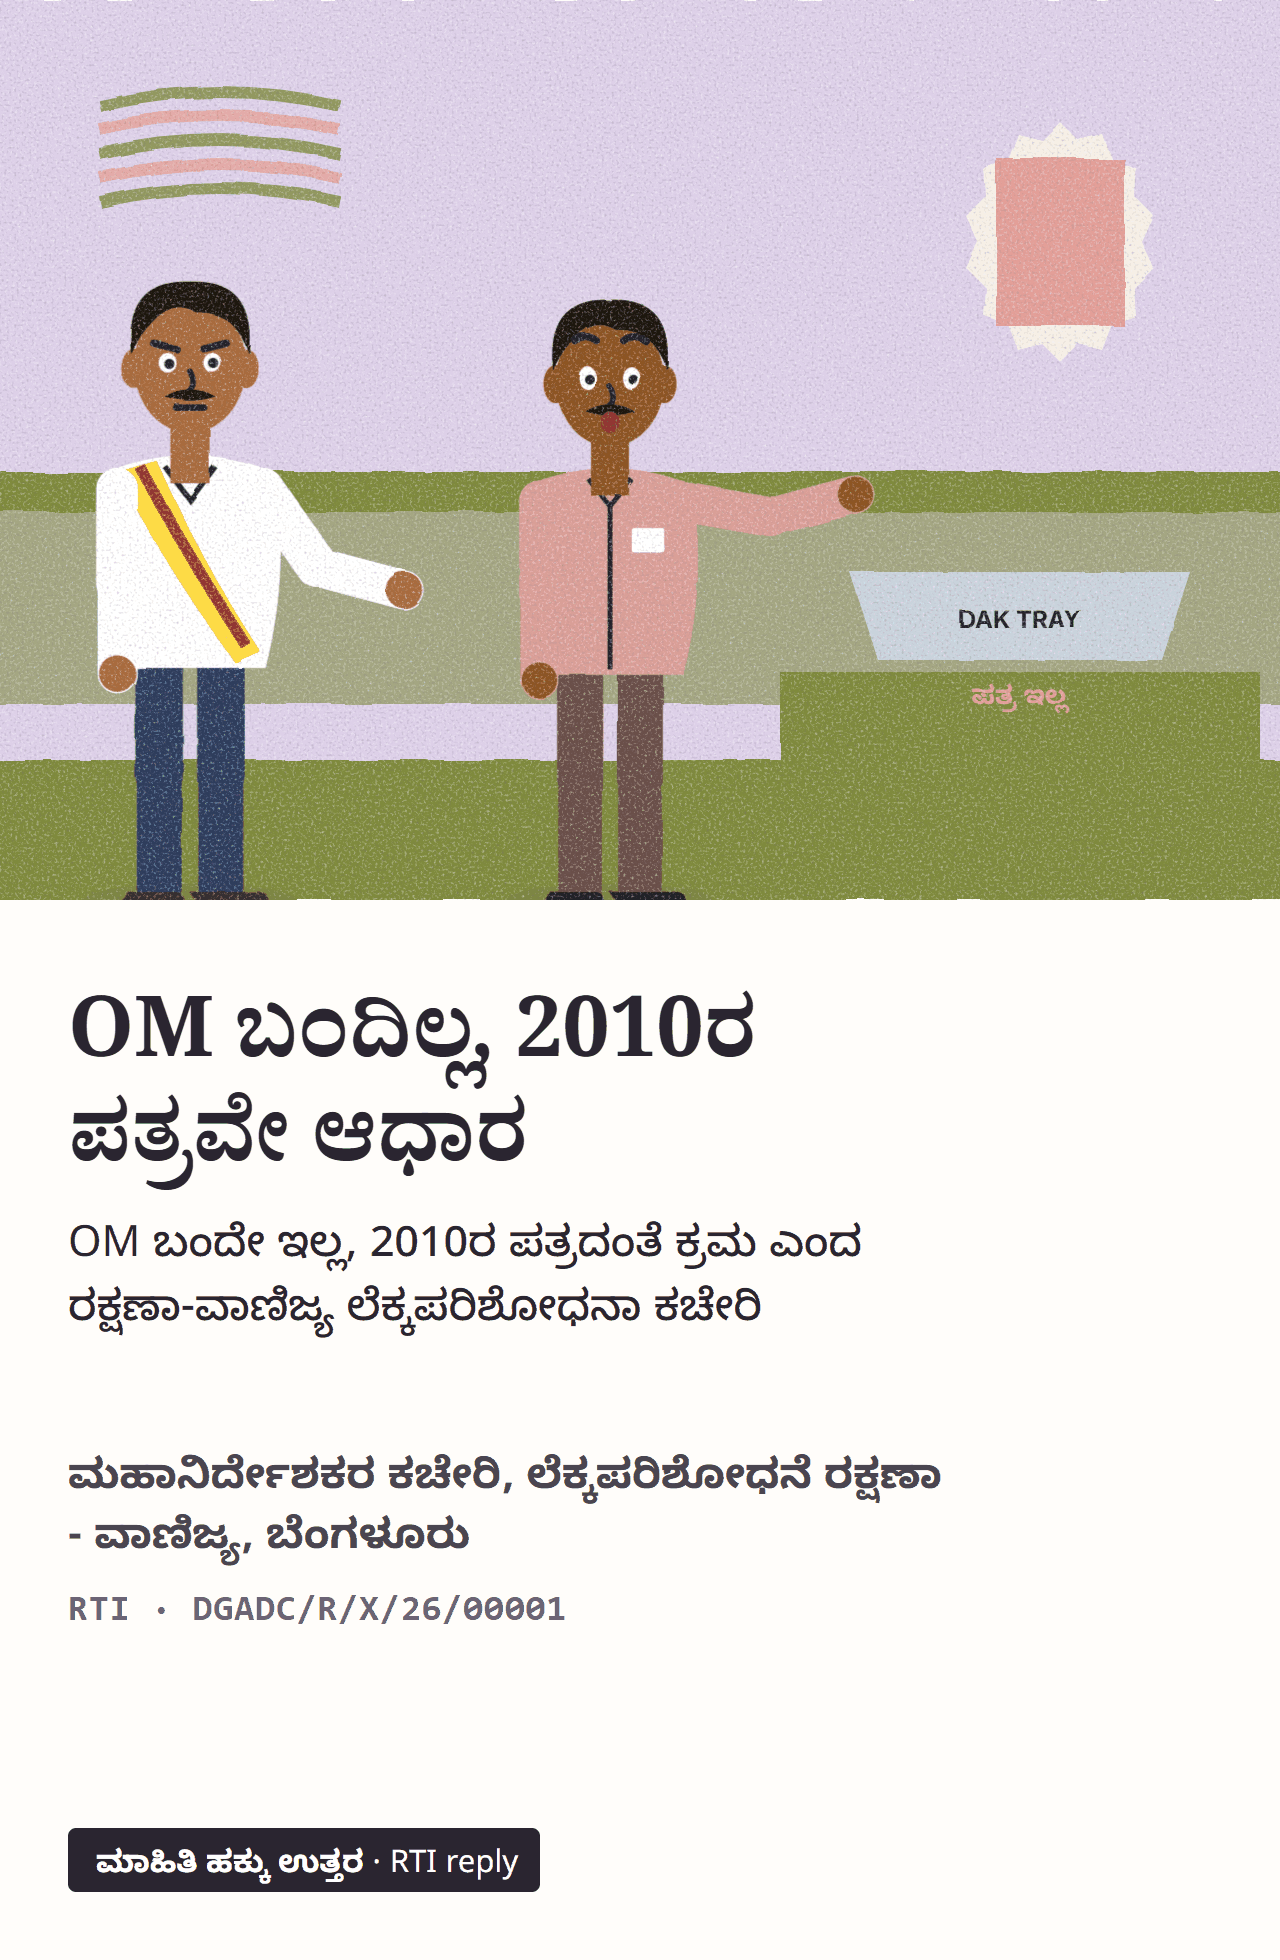 DAK TRAY
ಪತ್ರ ಇಲ್ಲ
OM ಬಂದಿಲ್ಲ, 2010ರ
ಪತ್ರವೇ ಆಧಾರ
OM ಬಂದೇ ಇಲ್ಲ, 2010ರ ಪತ್ರದಂತೆ ಕ್ರಮ ಎಂದ
ರಕ್ಷಣಾ-ವಾಣಿಜ್ಯ ಲೆಕ್ಕಪರಿಶೋಧನಾ ಕಚೇರಿ
ಮಹಾನಿರ್ದೇಶಕರ ಕಚೇರಿ, ಲೆಕ್ಕಪರಿಶೋಧನೆ ರಕ್ಷಣಾ
- ವಾಣಿಜ್ಯ, ಬೆಂಗಳೂರು
RTI · DGADC/R/X/26/00001
ಮಾಹಿತಿ ಹಕ್ಕು ಉತ್ತರ · RTI reply